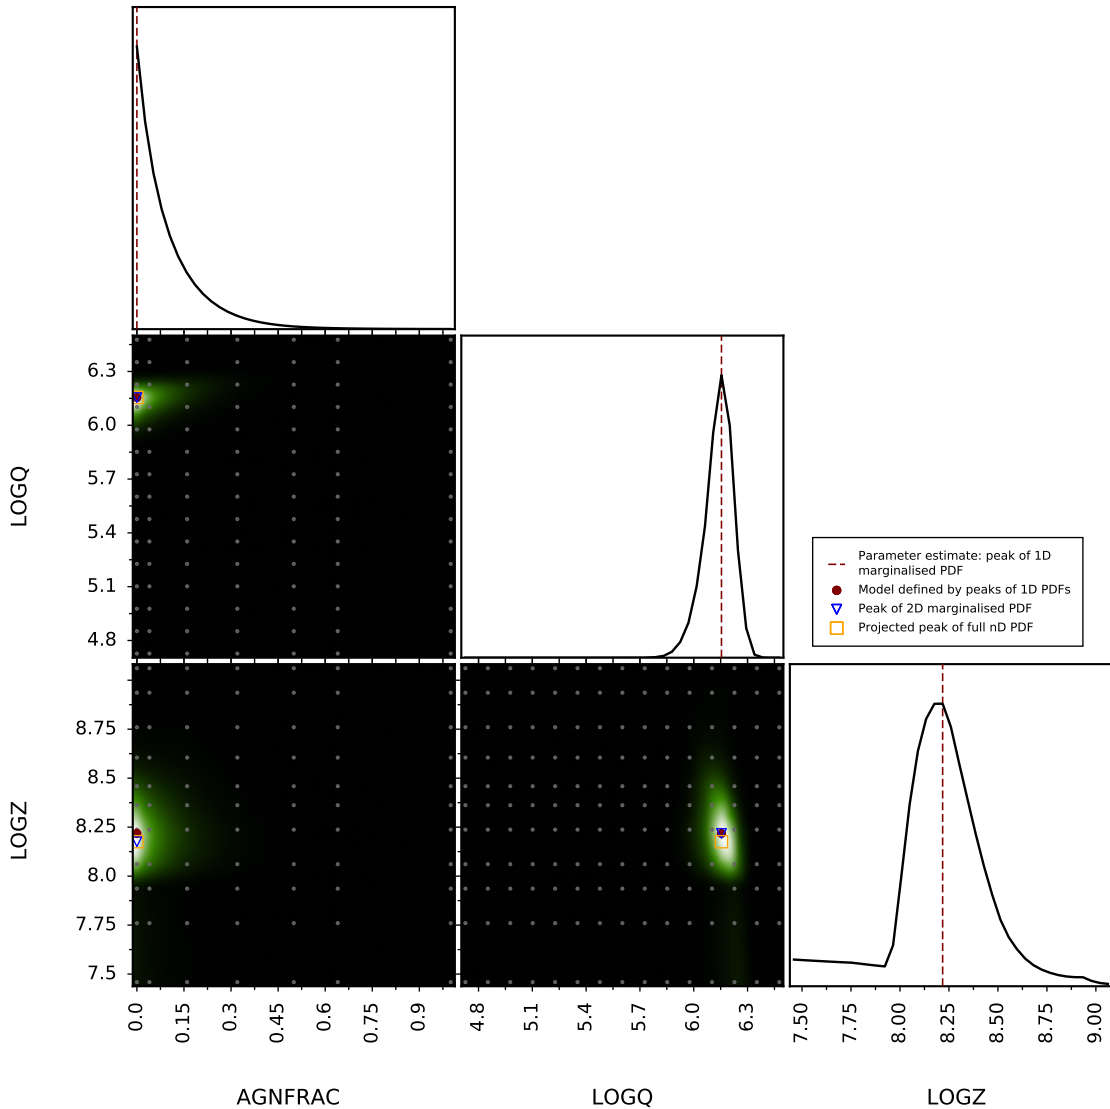 6.3
6.0
5.7
5.4
5.1
4.8
LOGQ
Parameter estimate: peak of 1D
marginalised PDF
Model defined by peaks of 1D PDFs
Peak of 2D marginalised PDF
Projected peak of full nD PDF
8.75
8.5
8.25
8.0
7.75
7.5
LOGZ
0.0 0.15 0.3 0.45 0.6 0.75 0.9
4.8 5.1 5.4 5.7 6.0 6.3
7.50 7.75 8.00 8.25 8.50 8.75 9.00
AGNFRAC
LOGQ
LOGZ